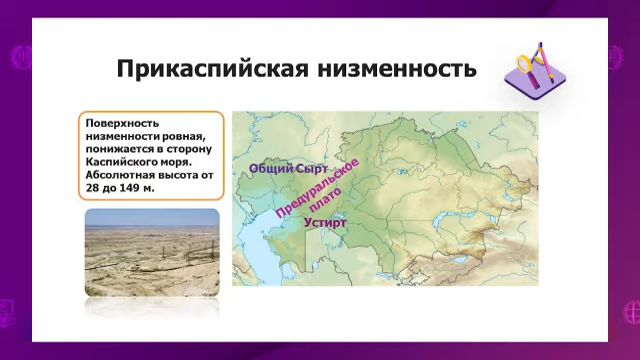 Прикаспийская низменность
Поверхность
низменности ровная,
понижается в сторону
Каспийского моря.
Абсолютная высота от
28 до 149 м.
Общий Сырт
Предуральское
плато
Устирт